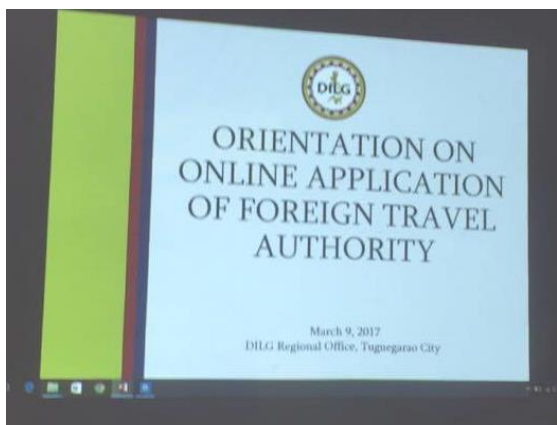 DILG
ORIENTATION ON
ONLINE APPLICATION
OF FOREIGN TRAVEL
AUTHORITY
March 9, 2017
DILG Regional Office, Tuguegarao City